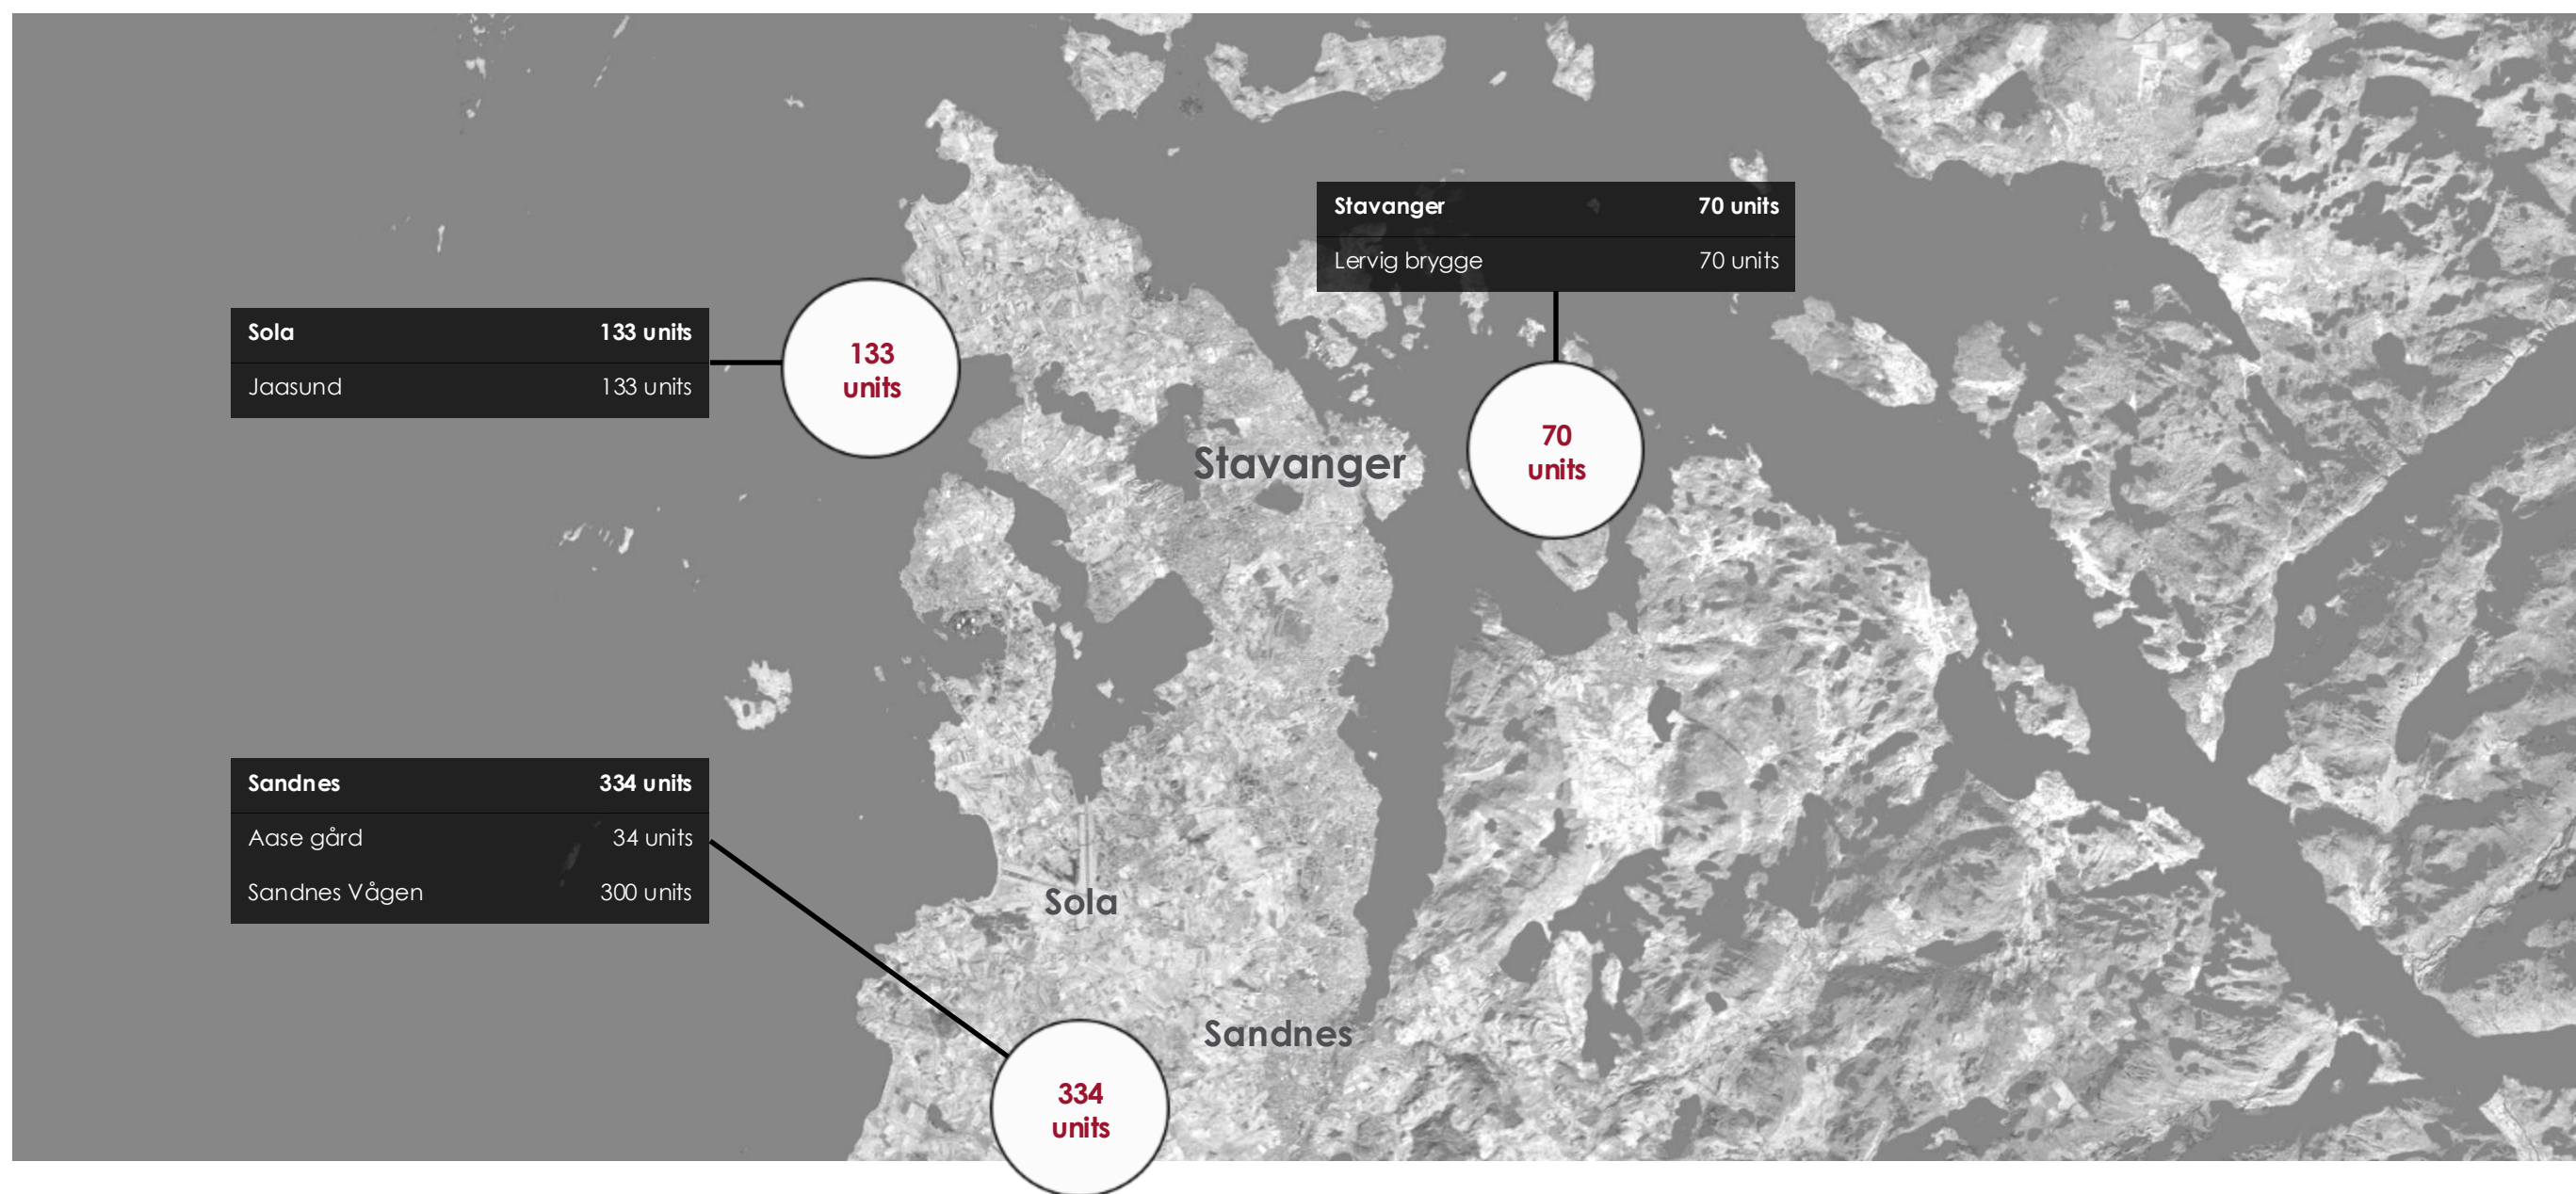 Stavanger 70 units
Lervig brygge 70 units
Sola 133 units
Jaasund 133 units
133
units
70
units
Stavanger
Sandnes 334 units
Aase gård 34 units
Sandnes Vågen 300 units
Sola
Sandnes
334
units